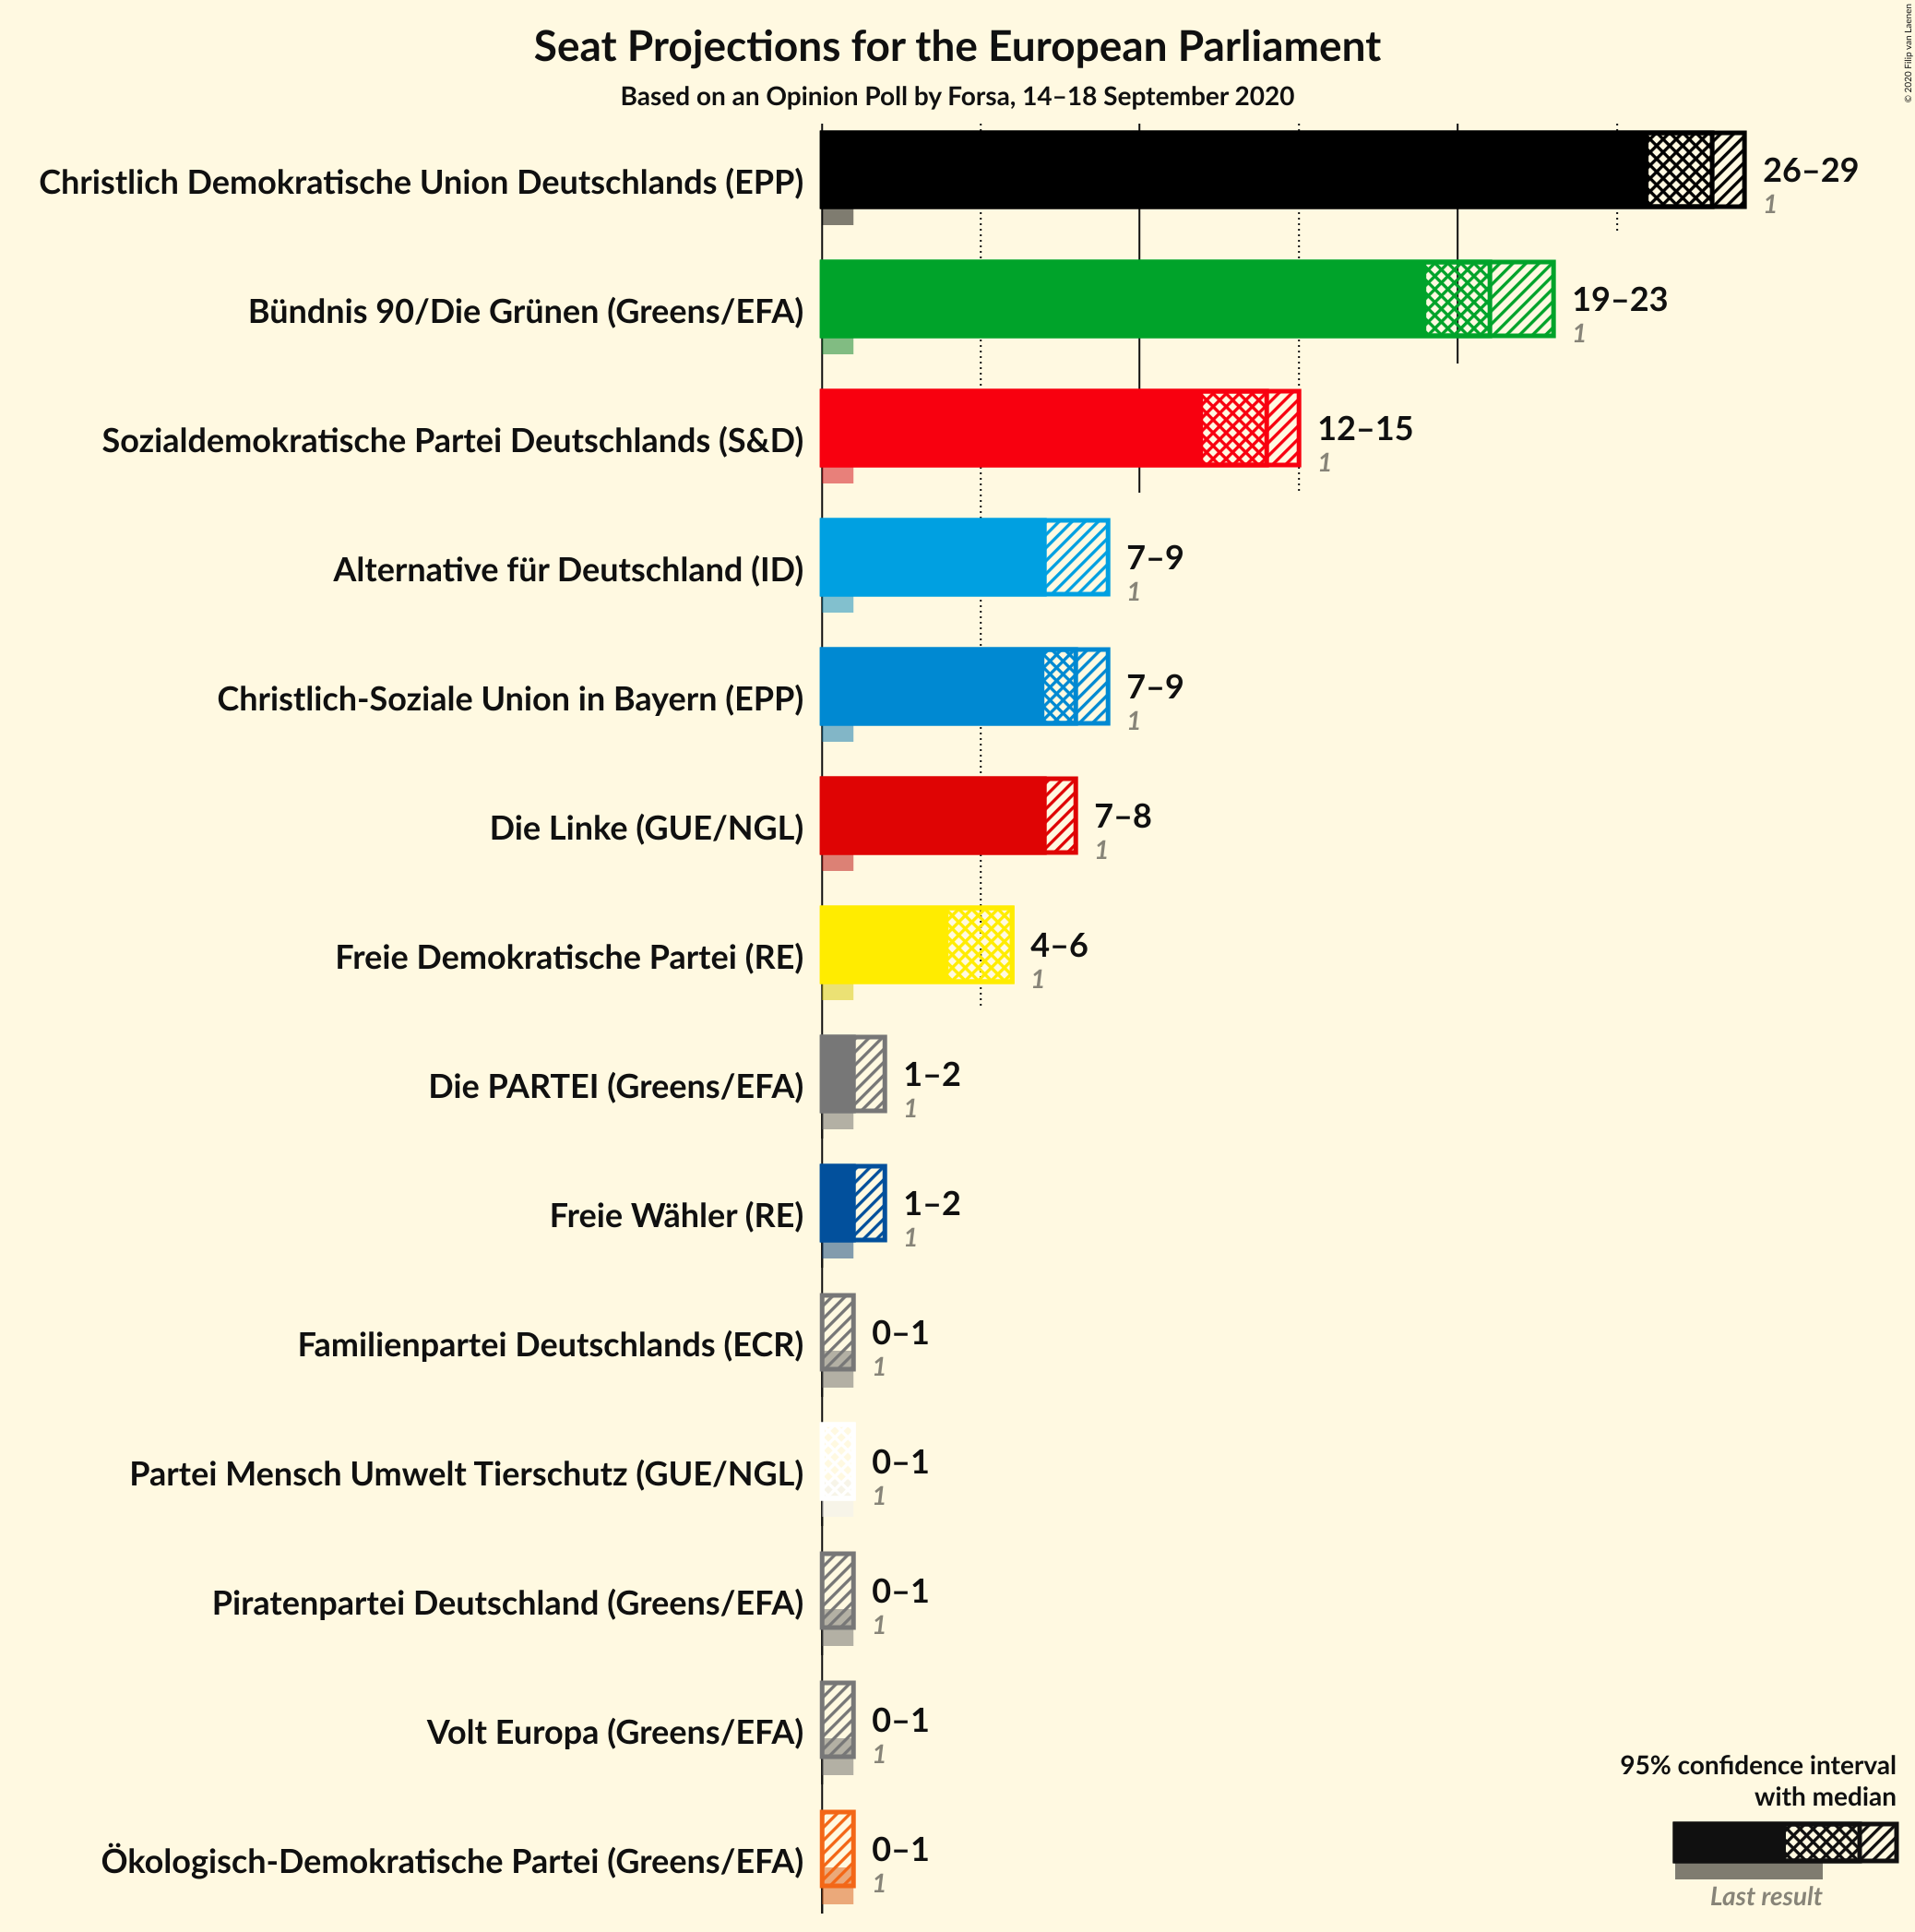 Seat Projections for the European Parliament
Based on an Opinion Poll by Forsa, 14–18 September 2020
© 2020 Filip van Laenen
Christlich Demokratische Union Deutschlands (EPP)
26–29
1
Bündnis 90/Die Grünen (Greens/EFA)
19–23
1
Sozialdemokratische Partei Deutschlands (S&D)
12–15
1
Alternative für Deutschland (ID)
7–9
1
Christlich-Soziale Union in Bayern (EPP)
7–9
1
Die Linke (GUE/NGL)
7–8
1
Freie Demokratische Partei (RE)
4–6
1
Die PARTEI (Greens/EFA)
1–2
1
Freie Wähler (RE)
1–2
1
Familienpartei Deutschlands (ECR)
0–1
1
Partei Mensch Umwelt Tierschutz (GUE/NGL)
0–1
1
Piratenpartei Deutschland (Greens/EFA)
0–1
1
Volt Europa (Greens/EFA)
0–1
1
Ökologisch-Demokratische Partei (Greens/EFA)
0–1
1
95% confidence interval
with median
Last result